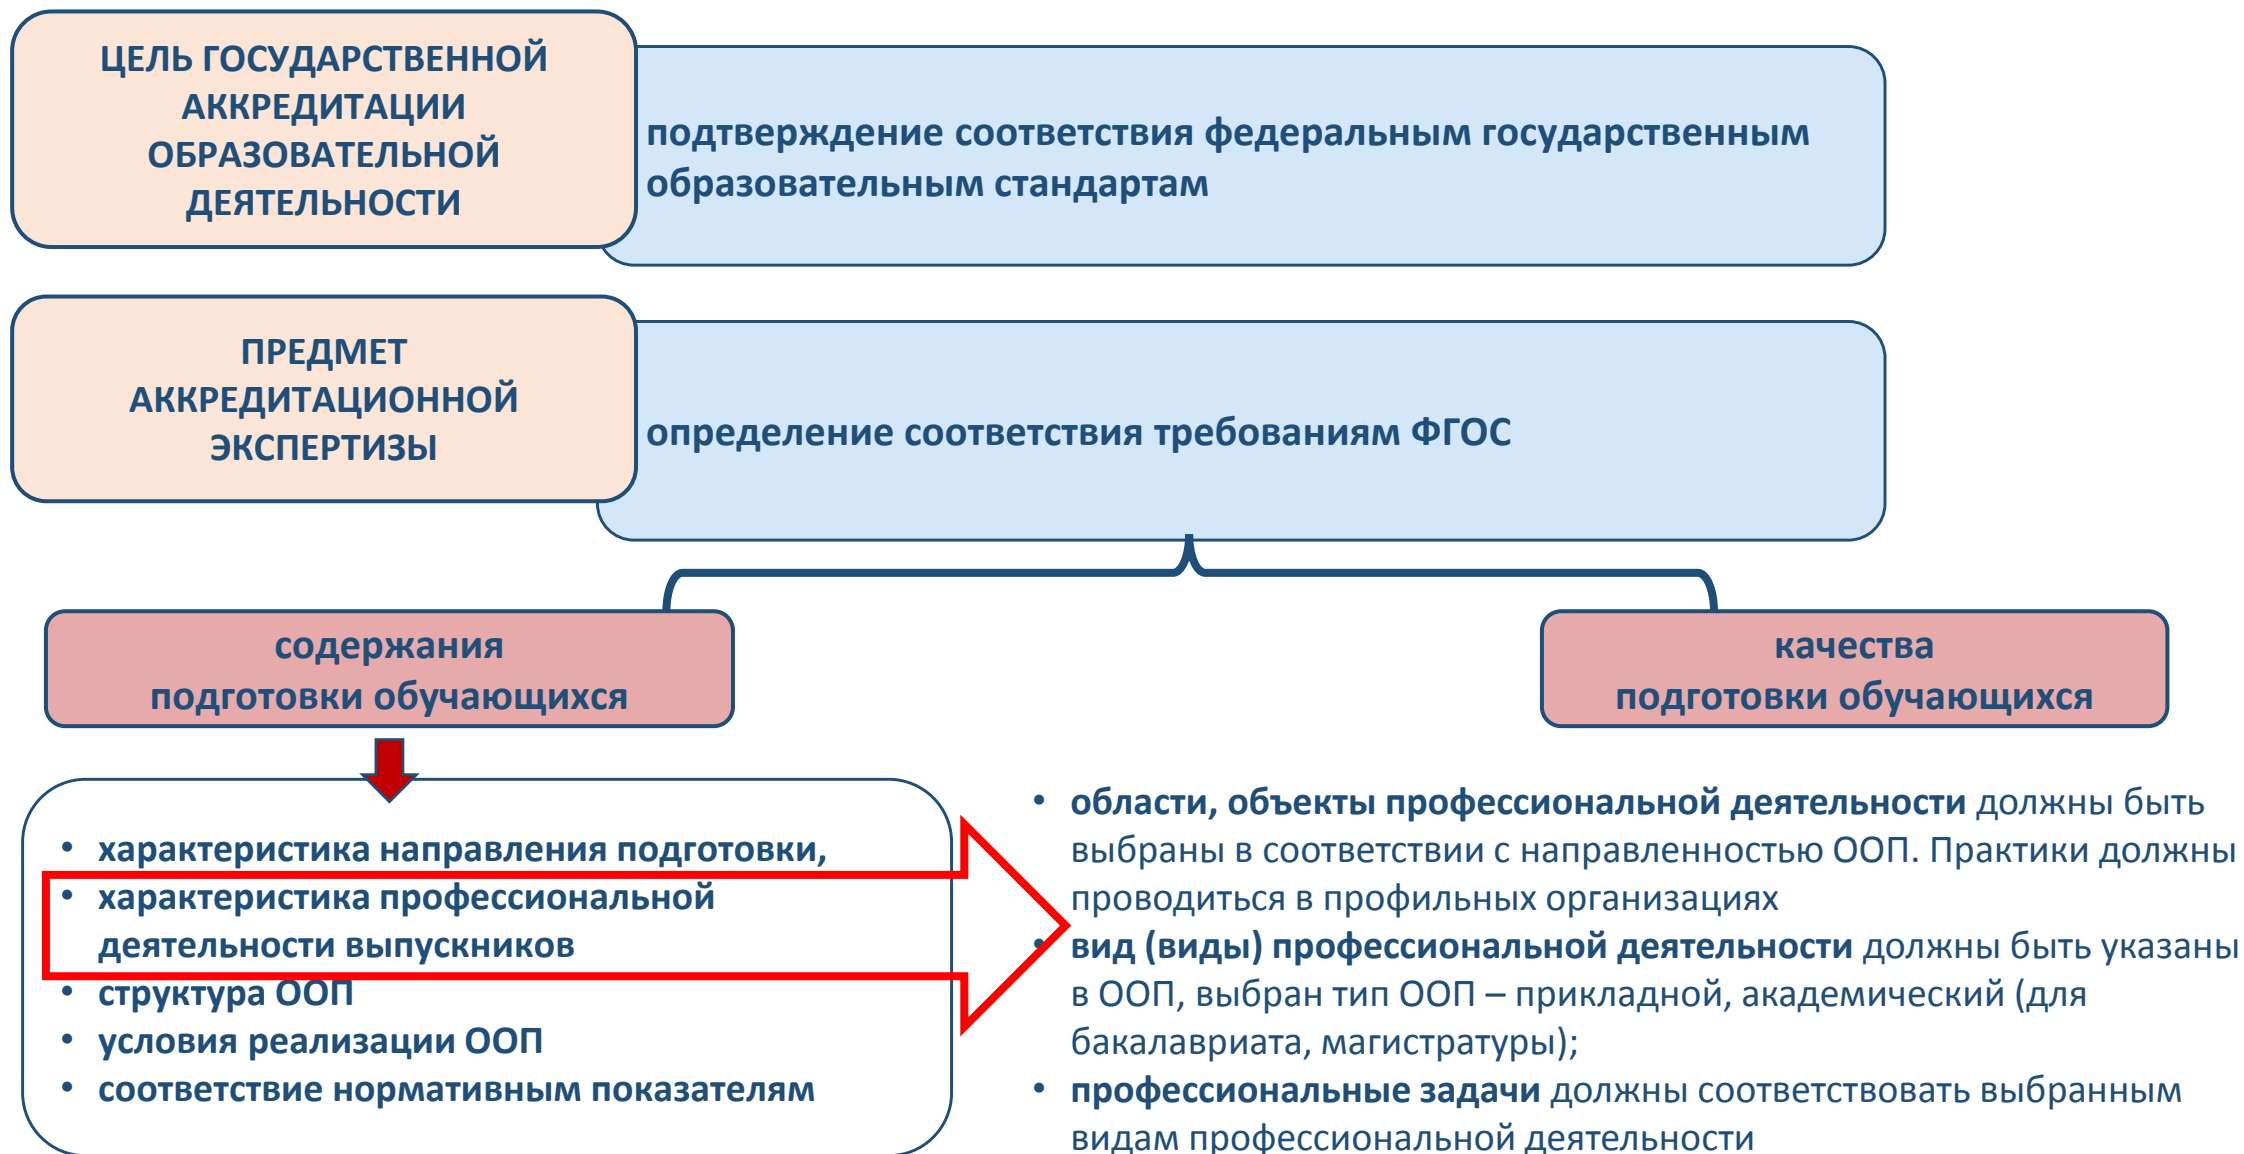 ЦЕЛЬ ГОСУДАРСТВЕННОЙ
АККРЕДИТАЦИИ
ОБРАЗОВАТЕЛЬНОЙ
ДЕЯТЕЛЬНОСТИ
подтверждение соответствия федеральным государственным
образовательным стандартам
ПРЕДМЕТ
АККРЕДИТАЦИОННОЙ
ЭКСПЕРТИЗЫ
определение соответствия требованиям ФГОС
содержания
подготовки обучающихся
качества
подготовки обучающихся
• характеристика направления подготовки,
• характеристика профессиональной
деятельности выпускников
• структура ООП
• условия реализации ООП
• соответствие нормативным показателям
• области, объекты профессиональной деятельности должны быть
выбраны в соответствии с направленностью ООП. Практики должны
проводиться в профильных организациях
• вид (виды) профессиональной деятельности должны быть указаны
в ООП, выбран тип ООП – прикладной, академический (для
бакалавриата, магистратуры);
• профессиональные задачи должны соответствовать выбранным
видам профессиональной деятельности